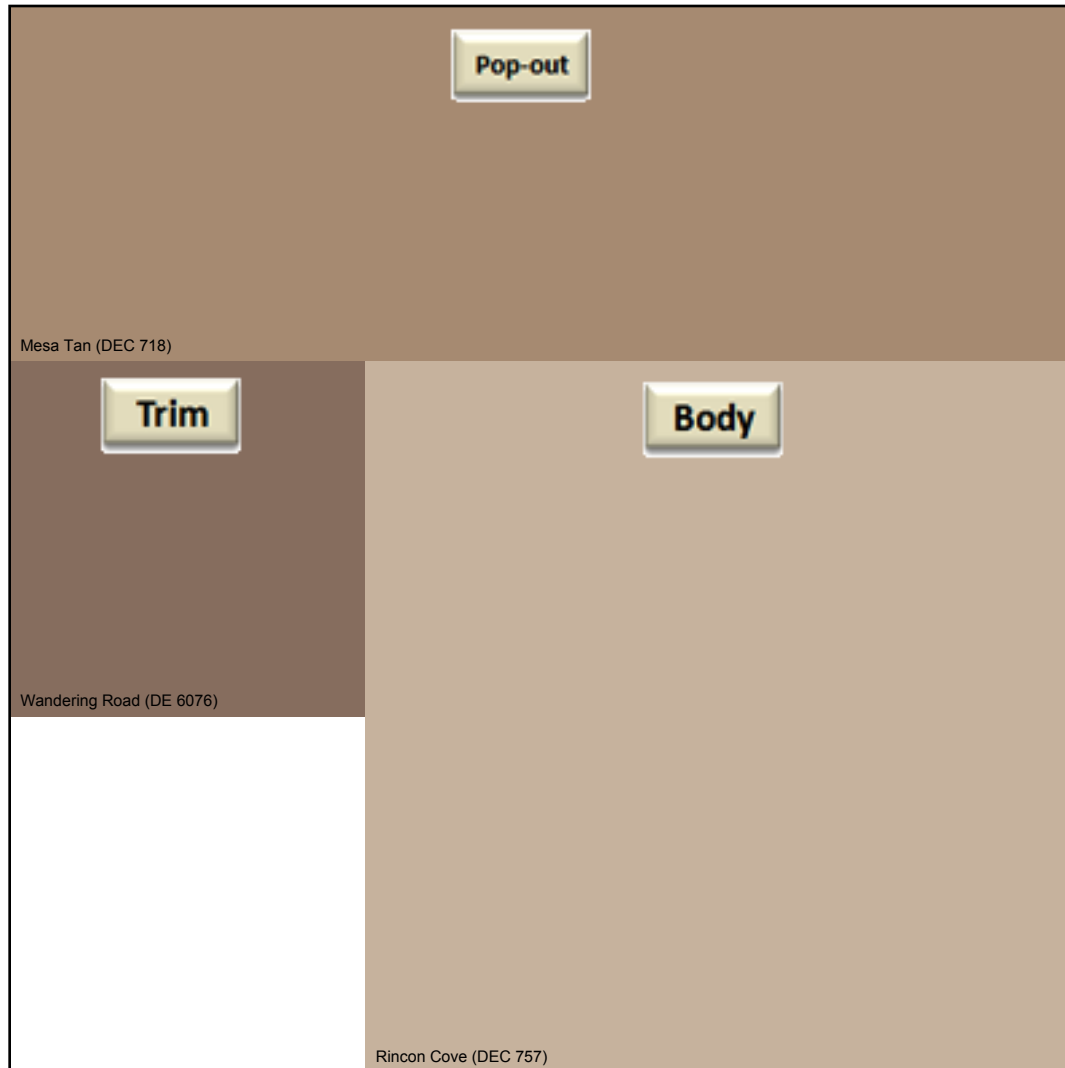 Pop-out
Mesa Tan (DEC 718)
Trim
Body
Wandering Road (DE 6076)
Rincon Cove (DEC 757)